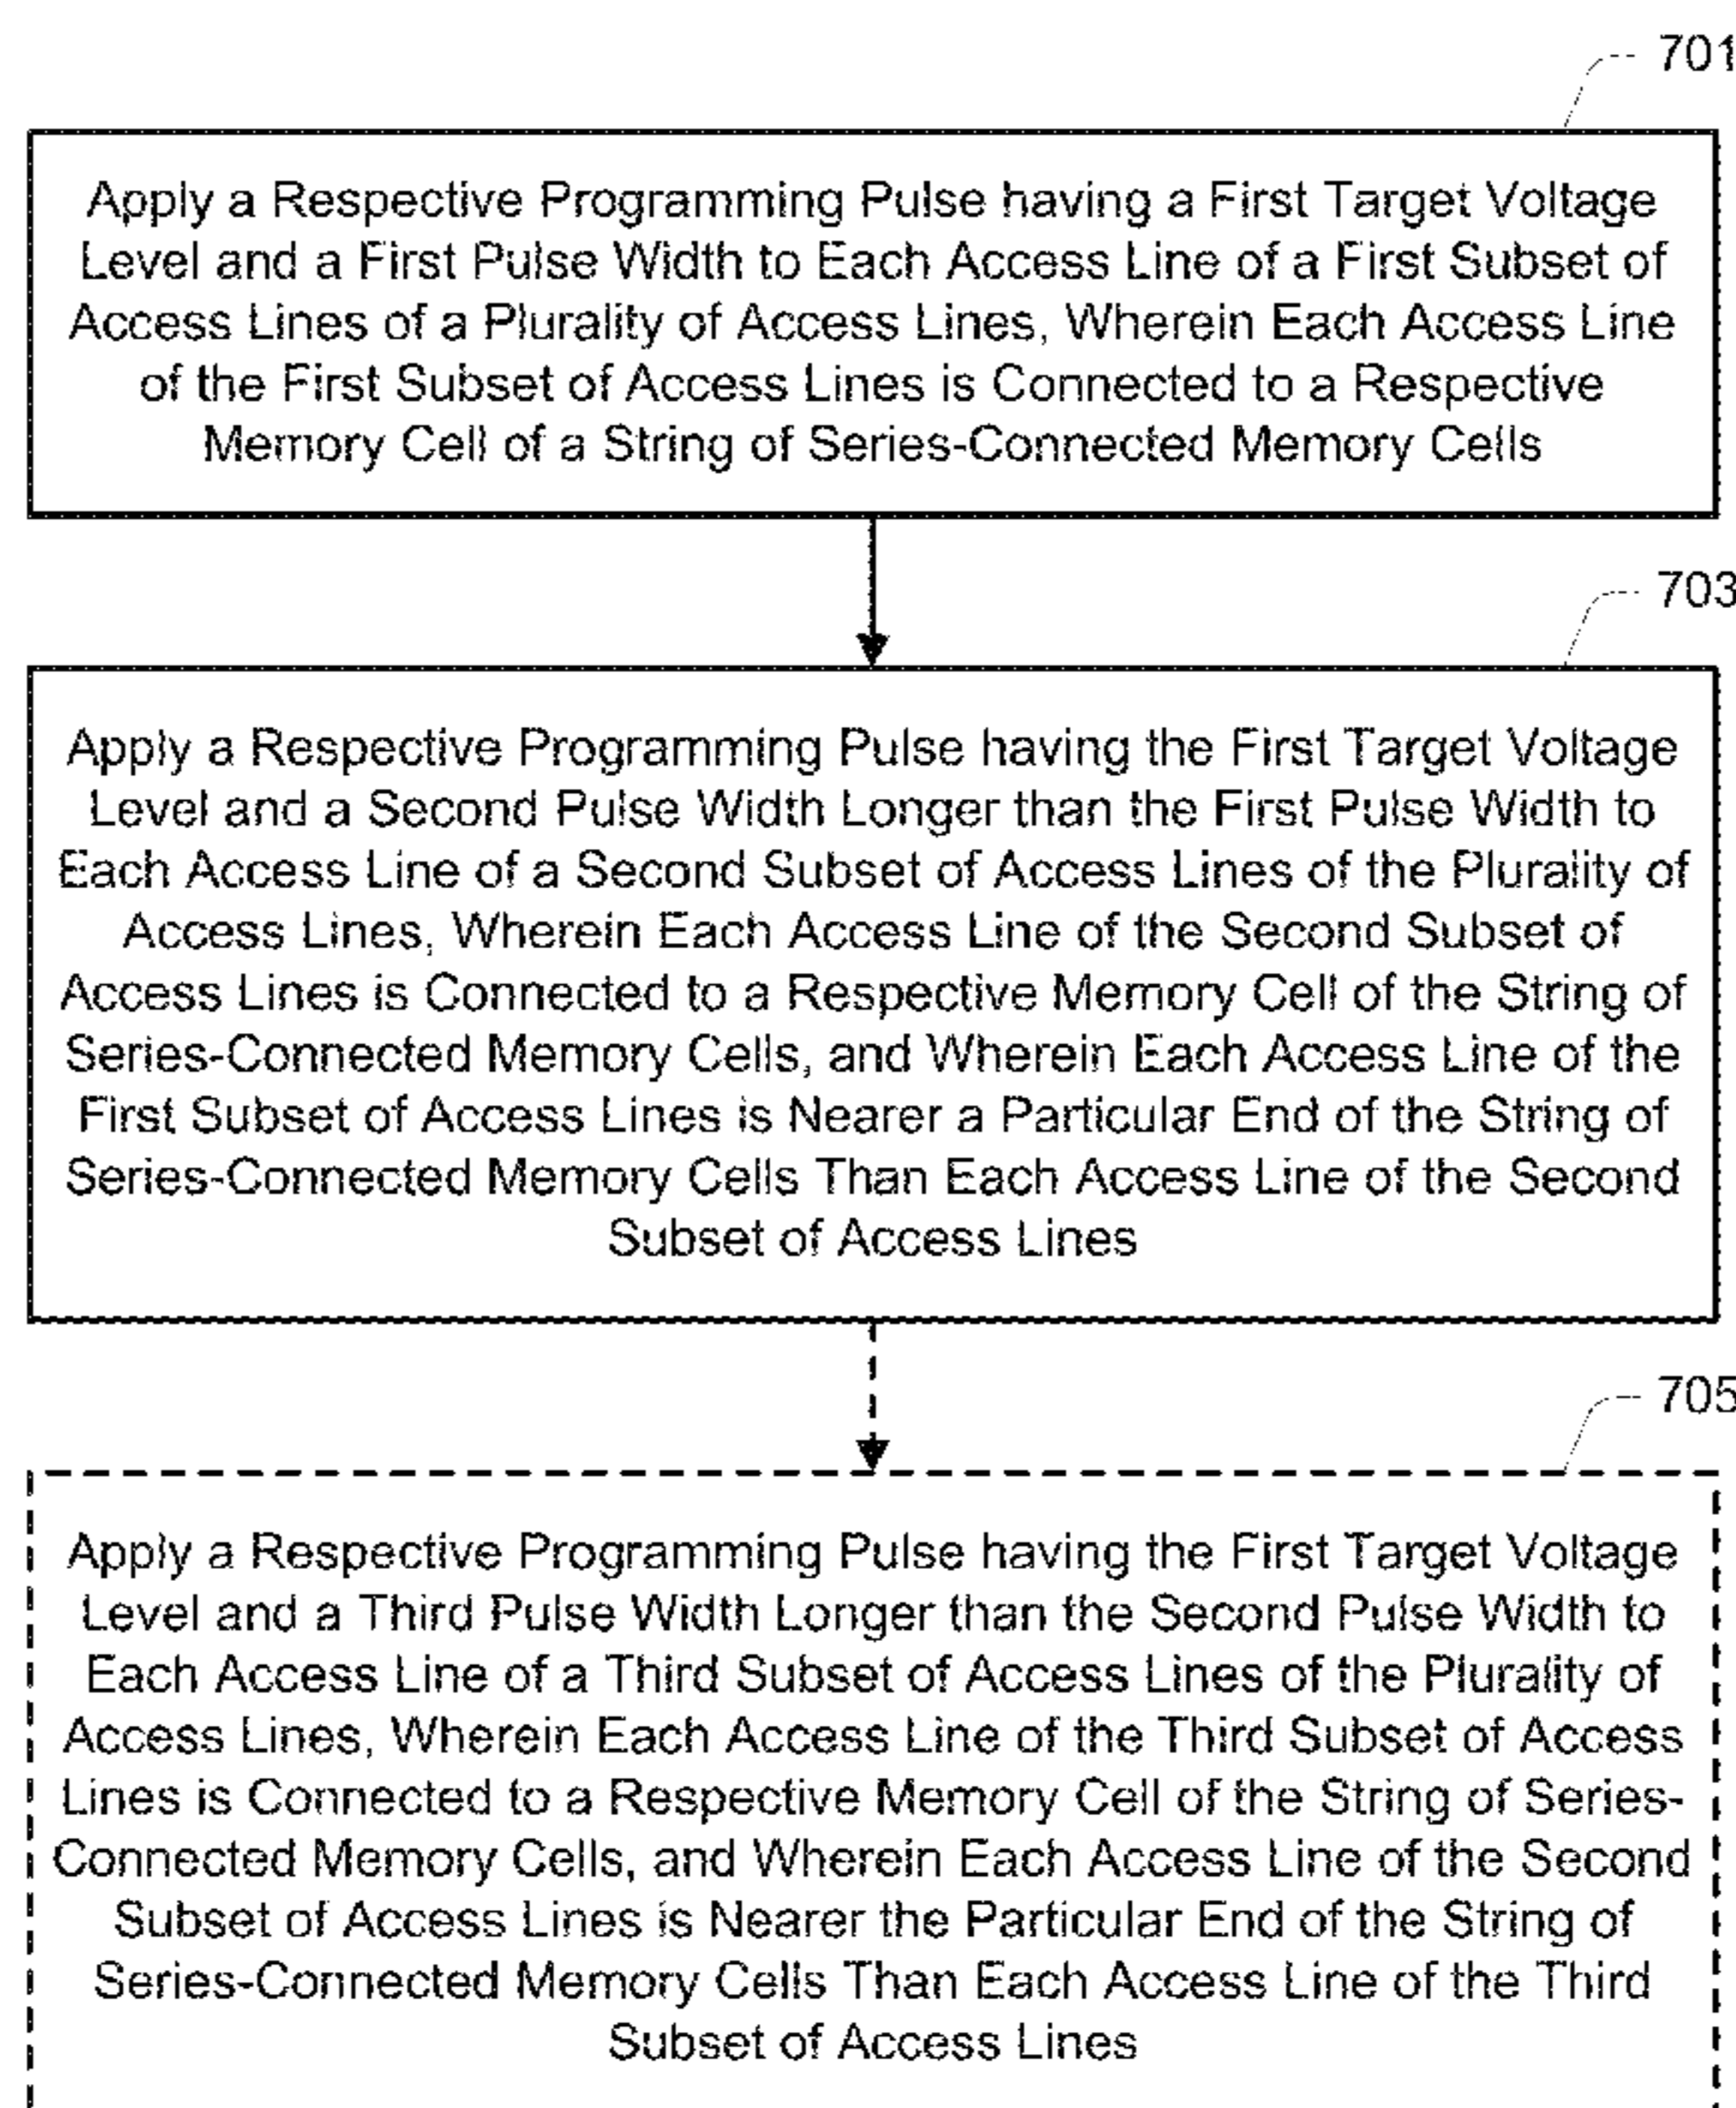 701
Apply a Respective Programming Pulse having a First Target Voltage
Level and a First Pulse Width to Each Access Line of a First Subset of
Access Lines of a Plurality of Access Lines, Wherein Each Access Line
of the First Subset of Access Lines is Connected to a Respective
Memory Cell of a String of Series-Connected Memory Cells
703
Apply a Respective Programming Pulse having the First Target Voltage
Level and a Second Pulse Width Longer than the First Pulse Width to
Each Access Line of a Second Subset of Access Lines of the Plurality of
Access Lines, Wherein Each Access Line of the Second Subset of
Access Lines is Connected to a Respective Memory Cell of the String of
Series-Connected Memory Cells, and Wherein Each Access Line of the
First Subset of Access Lines is Nearer a Particular End of the String of
Series-Connected Memory Cells Than Each Access Line of the Second
Subset of Access Lines
705
Apply a Respective Programming Pulse having the First Target Voltage
Level and a Third Pulse Width Longer than the Second Pulse Width to
Each Access Line of a Third Subset of Access Lines of the Plurality of
Access Lines, Wherein Each Access Line of the Third Subset of Access
Lines is Connected to a Respective Memory Cell of the String of Series-
Connected Memory Cells, and Wherein Each Access Line of the Second
Subset of Access Lines is Nearer the Particular End of the String of
Series-Connected Memory Cells Than Each Access Line of the Third
Subset of Access Lines